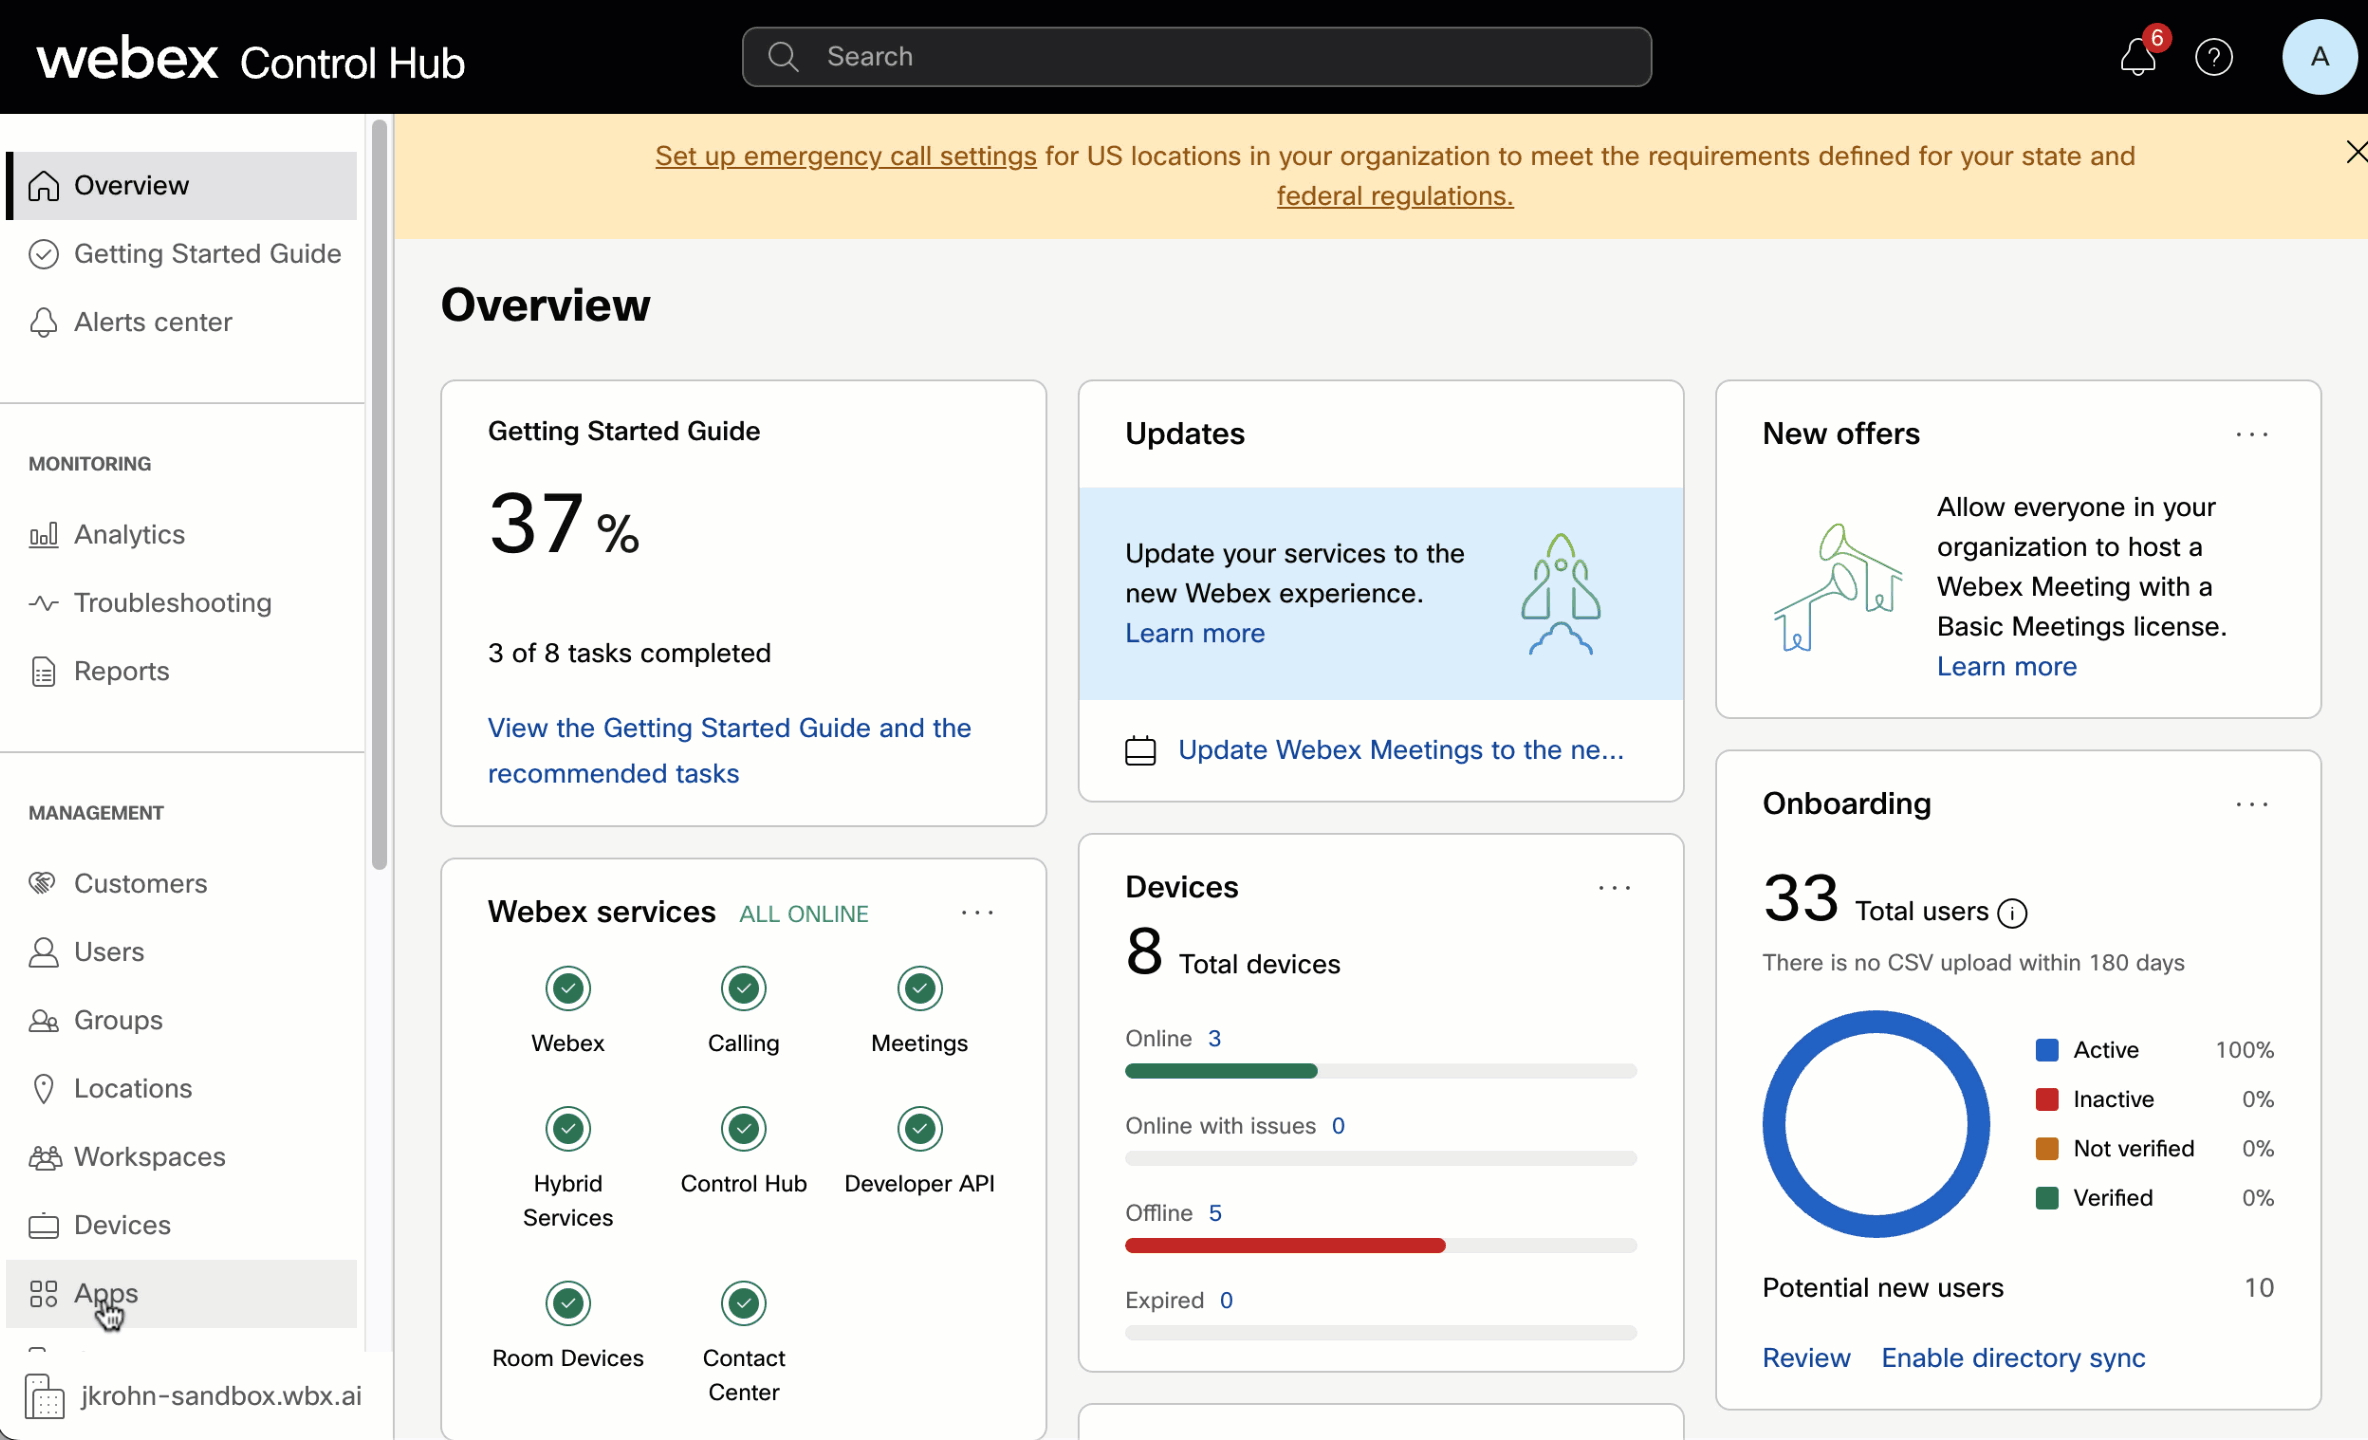 webex Control Hub
Search
6
A
Set up emergency call settings for US locations in your organization to meet the requirements defined for your state and
federal regulations.
Overview
Getting Started Guide
Alerts center
MONITORING
Analytics
Troubleshooting
Reports
MANAGEMENT
Customers
Users
Groups
Locations
Workspaces
Devices
Apps
jkrohn-sandbox.wbx.ai
Overview
Getting Started Guide
37 %
3 of 8 tasks completed
View the Getting Started Guide and the
recommended tasks
Webex services ALL ONLINE
Webex
Calling
Meetings
Hybrid
Services
Control Hub
Developer API
Room Devices
Contact
Center
Updates
Update your services to the
new Webex experience.
Learn more
Update Webex Meetings to the ne...
Devices
8 Total devices
Online 3
Online with issues 0
Offline 5
Expired 0
New offers
Allow everyone in your
organization to host a
Webex Meeting with a
Basic Meetings license.
Learn more
Onboarding
33 Total users
There is no CSV upload within 180 days
Active 100%
Inactive 0%
Not verified 0%
Verified 0%
Potential new users 10
Review Enable directory sync